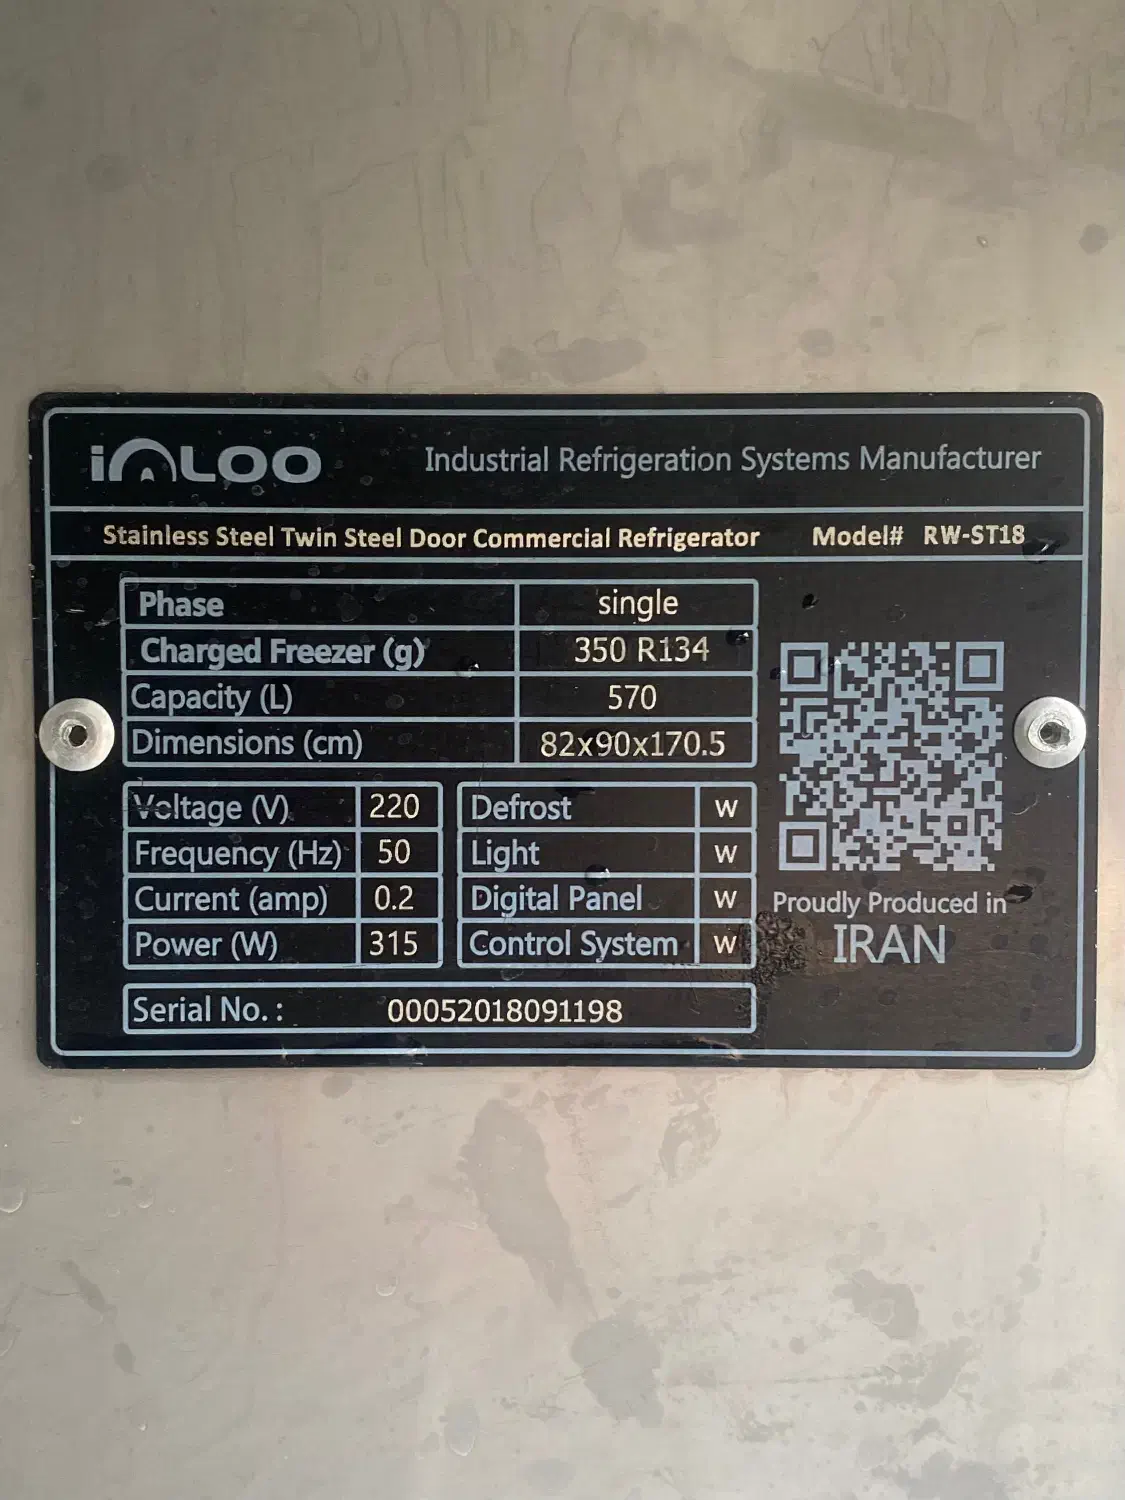 iALOO Industrial Refrigeration Systems Manufacturer
Stainless Steel Twin Steel Door Commercial Refrigerator Model# RW-ST18
Phase single
Charged Freezer (g) 350 R134
Capacity (L) 570
Dimensions (cm) 82x90x170.5
Voltage (V) 220 Defrost w
Frequency (Hz) 50 Light w
Current (amp) 0.2 Digital Panel w
Power (W) 315 Control System w
Proudly Produced in
IRAN
Serial No. : 00052018091198